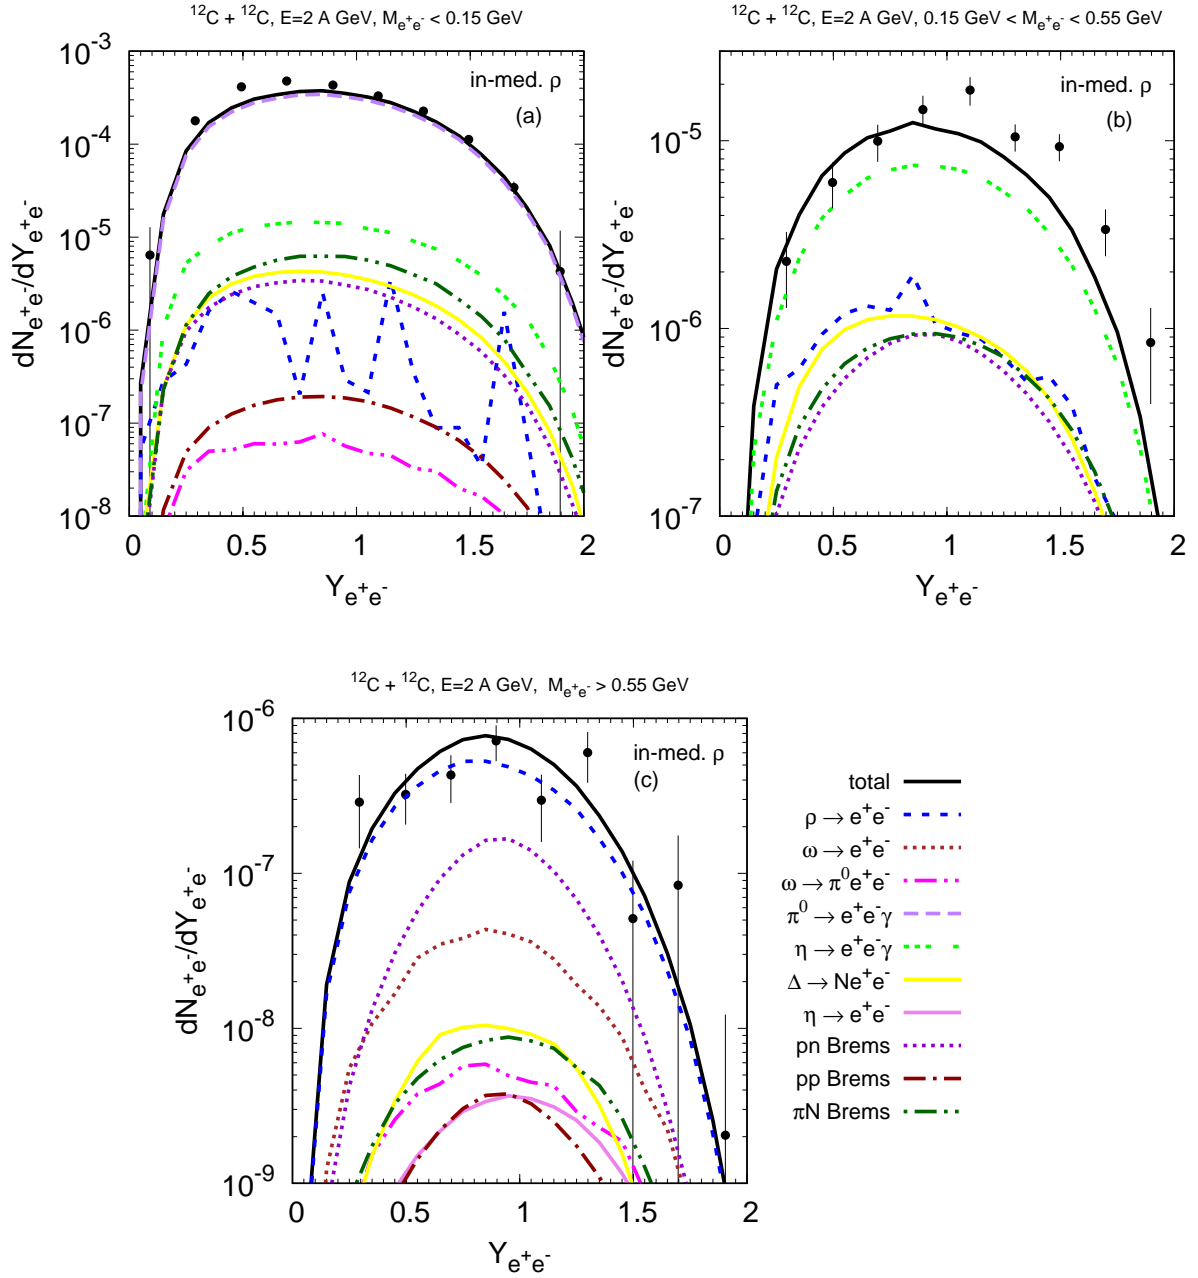 ¹²C + ¹²C, E=2 A GeV, M_e⁺e⁻ < 0.15 GeV
10⁻³
10⁻⁴
10⁻⁵
10⁻⁶
10⁻⁷
10⁻⁸
dN_e⁺e⁻/dY_e⁺e⁻
in-med. ρ
(a)
0 0.5 1 1.5 2
Y_e⁺e⁻
¹²C + ¹²C, E=2 A GeV, 0.15 GeV < M_e⁺e⁻ < 0.55 GeV
10⁻⁵
10⁻⁶
10⁻⁷
dN_e⁺e⁻/dY_e⁺e⁻
in-med. ρ
(b)
0 0.5 1 1.5 2
Y_e⁺e⁻
¹²C + ¹²C, E=2 A GeV, M_e⁺e⁻ > 0.55 GeV
10⁻⁶
10⁻⁷
10⁻⁸
10⁻⁹
dN_e⁺e⁻/dY_e⁺e⁻
in-med. ρ
(c)
0 0.5 1 1.5 2
Y_e⁺e⁻
total
ρ → e⁺e⁻
ω → e⁺e⁻
ω → π⁰e⁺e⁻
π⁰ → e⁺e⁻γ
η → e⁺e⁻γ
Δ → Ne⁺e⁻
η → e⁺e⁻
pn Brems
pp Brems
πN Brems